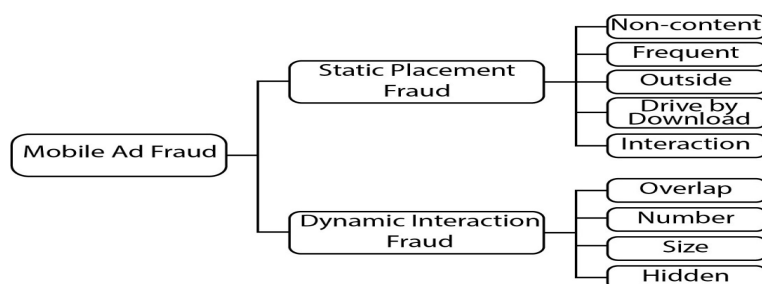 Mobile Ad Fraud
Static Placement
Fraud
Non-content
Frequent
Outside
Drive by
Download
Interaction
Dynamic Interaction
Fraud
Overlap
Number
Size
Hidden